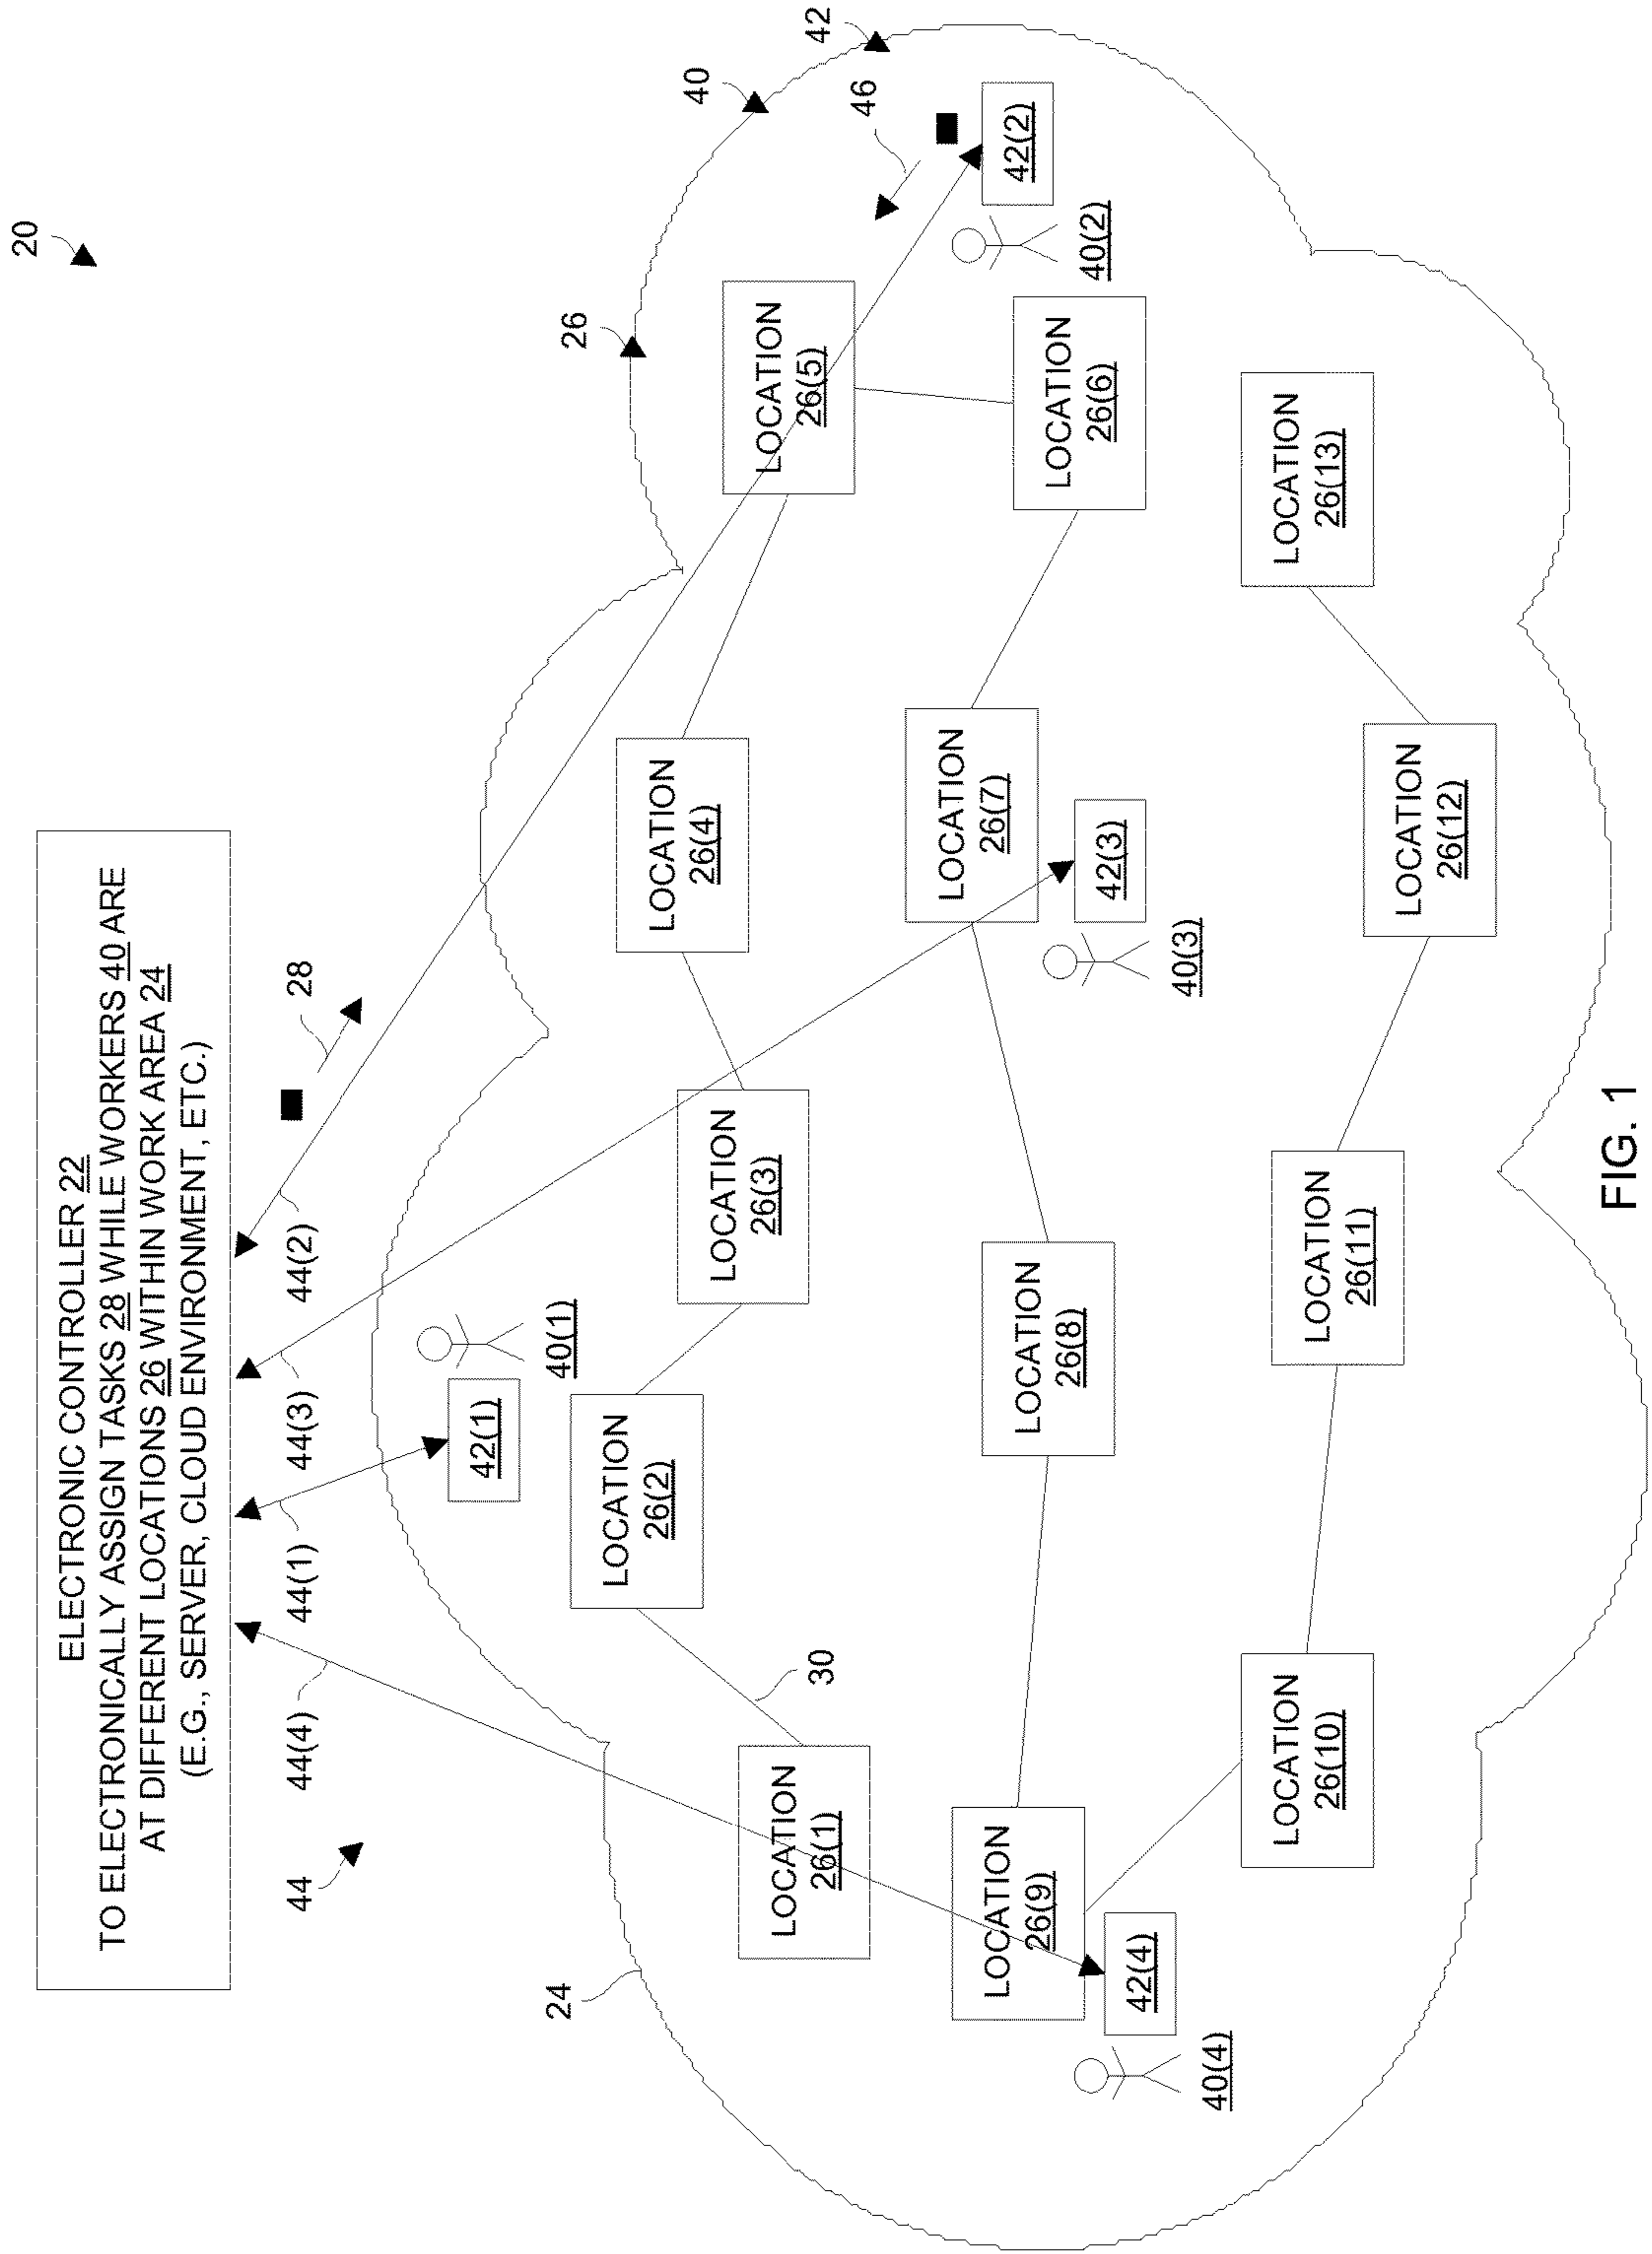 20
ELECTRONIC CONTROLLER 22
TO ELECTRONICALLY ASSIGN TASKS 28 WHILE WORKERS 40 ARE
AT DIFFERENT LOCATIONS 26 WITHIN WORK AREA 24
(E.G., SERVER, CLOUD ENVIRONMENT, ETC.)
44
44(4)
44(1)
44(3)
44(2)
28
24
26
40
42
46
42(1)
40(1)
LOCATION
26(1)
30
LOCATION
26(2)
LOCATION
26(3)
LOCATION
26(4)
LOCATION
26(5)
42(2)
40(2)
LOCATION
26(9)
LOCATION
26(8)
LOCATION
26(7)
LOCATION
26(6)
40(4)
42(4)
40(3)
42(3)
LOCATION
26(10)
LOCATION
26(11)
LOCATION
26(12)
LOCATION
26(13)
FIG. 1